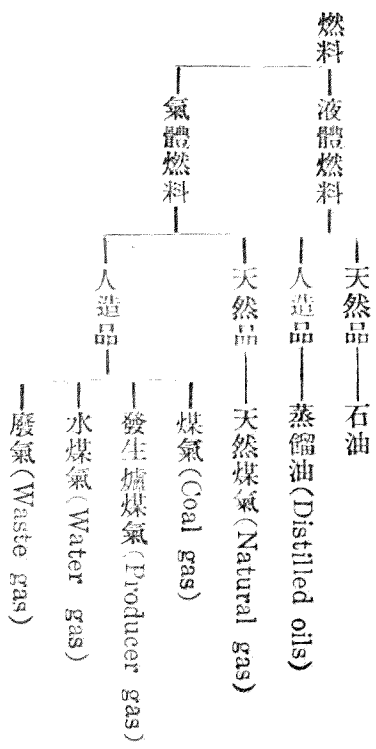 燃料
液體燃料
天然品
石油
人造品
蒸餾油(Distilled oils)
氣體燃料
天然品
天然煤氣(Natural gas)
人造品
煤氣(Coal gas)
發生爐煤氣(Producer gas)
水煤氣(Water gas)
廢氣(Waste gas)